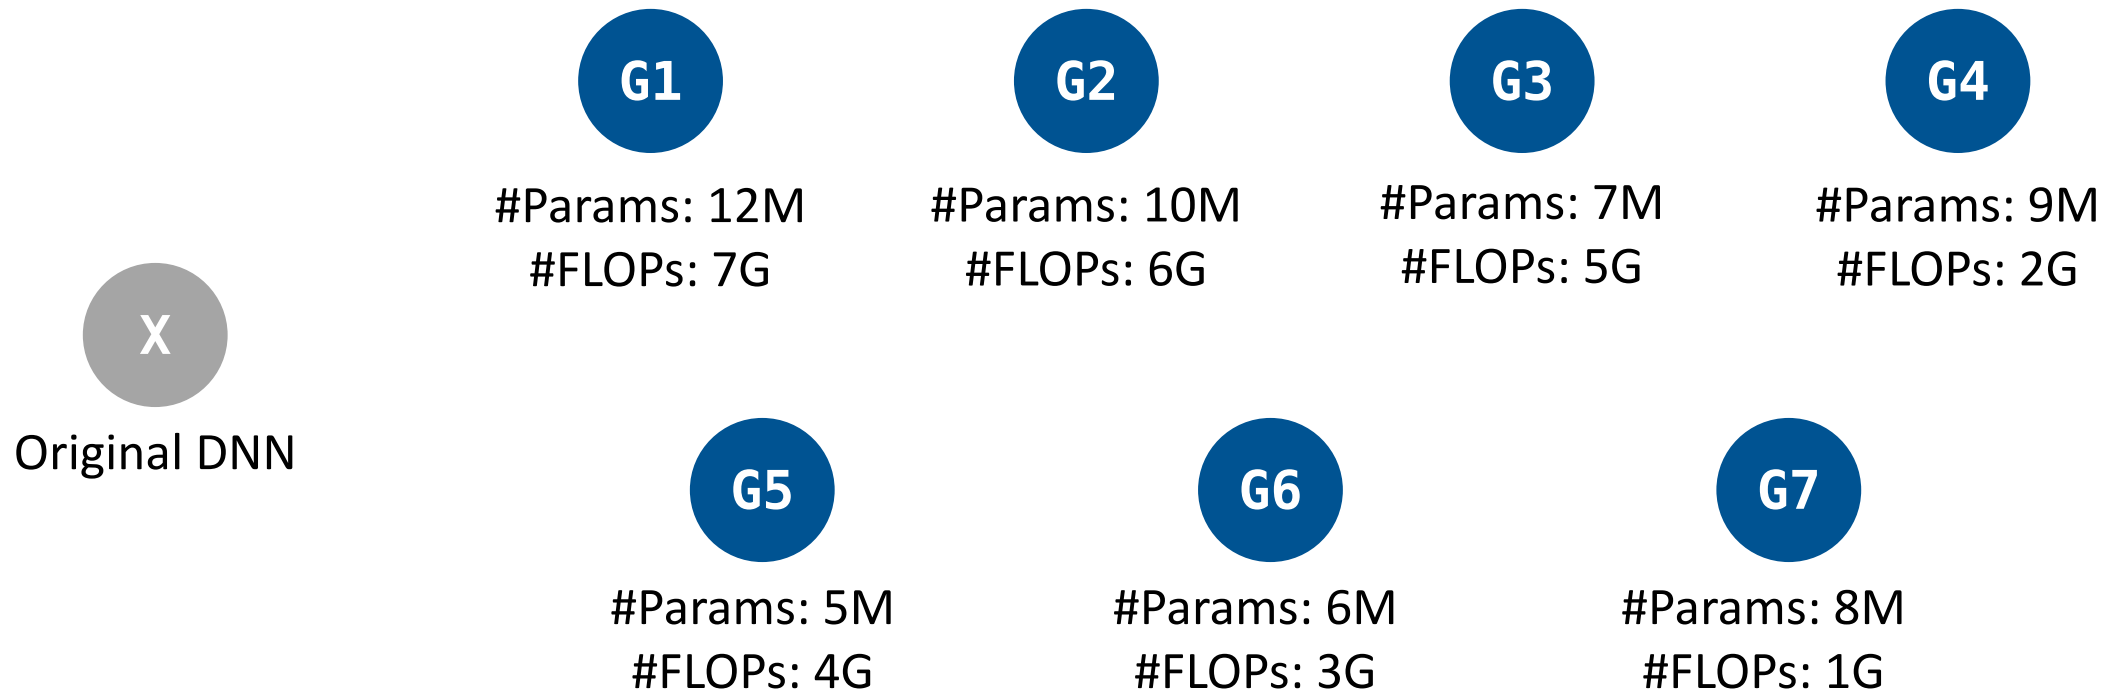 G1
#Params: 12M
#FLOPs: 7G
G2
#Params: 10M
#FLOPs: 6G
G3
#Params: 7M
#FLOPs: 5G
G4
#Params: 9M
#FLOPs: 2G
X
Original DNN
G5
#Params: 5M
#FLOPs: 4G
G6
#Params: 6M
#FLOPs: 3G
G7
#Params: 8M
#FLOPs: 1G